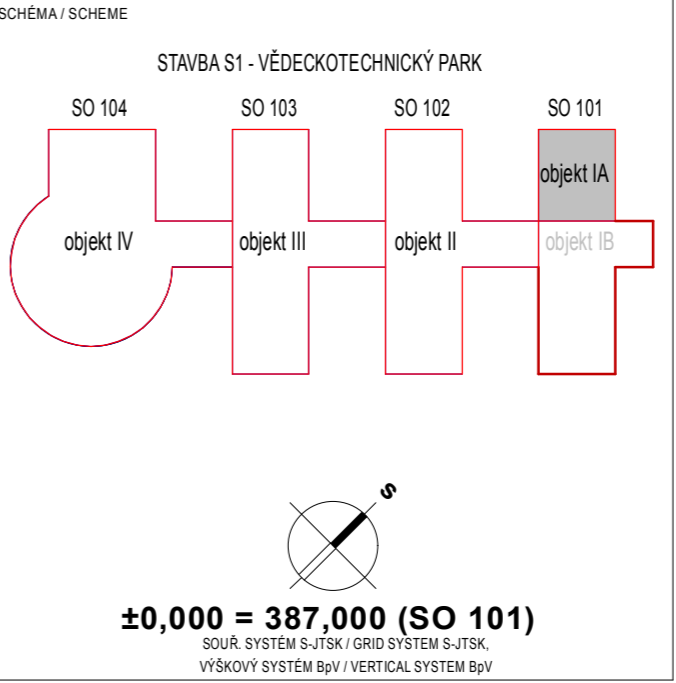 SCHÉMA / SCHEME
STAVBA S1 - VĚDECKOTECHNICKÝ PARK
SO 104 SO 103 SO 102 SO 101
objekt IA
objekt IV objekt III objekt II objekt IB
S
±0,000 = 387,000 (SO 101)
SOUŘ. SYSTÉM S-JTSK / GRID SYSTEM S-JTSK,
VÝŠKOVÝ SYSTÉM BpV / VERTICAL SYSTEM BpV